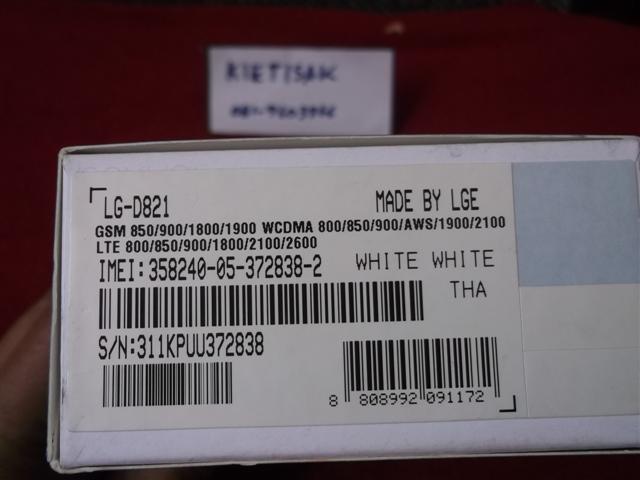 KIETISAK
LG-D821 MADE BY LGE
GSM 850/900/1800/1900 WCDMA 800/850/900/AWS/1900/2100
LTE 800/850/900/1800/2100/2600
IMEI:358240-05-372838-2 WHITE WHITE
THA
S/N:311KPUU372838
8 808992 091172